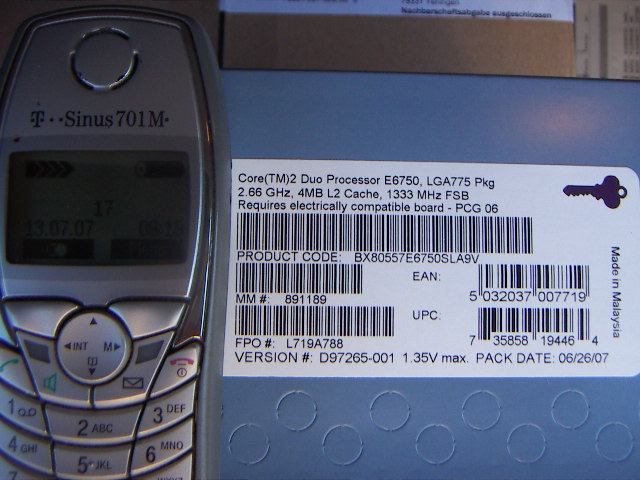 Nachbarschaftsabgabe ausgeschlossen
T··Sinus 701M·
17
13.07.07
INT M
1
2 ABC
3 DEF
4 GHI
5 JKL
6 MNO
Core(TM)2 Duo Processor E6750, LGA775 Pkg
2.66 GHz, 4MB L2 Cache, 1333 MHz FSB
Requires electrically compatible board - PCG 06
PRODUCT CODE: BX80557E6750SLA9V
EAN:
5 032037 007719
MM #: 891189
UPC:
7 35858 19446 4
FPO #: L719A788
VERSION #: D97265-001 1.35V max. PACK DATE: 06/26/07
Made in Malaysia